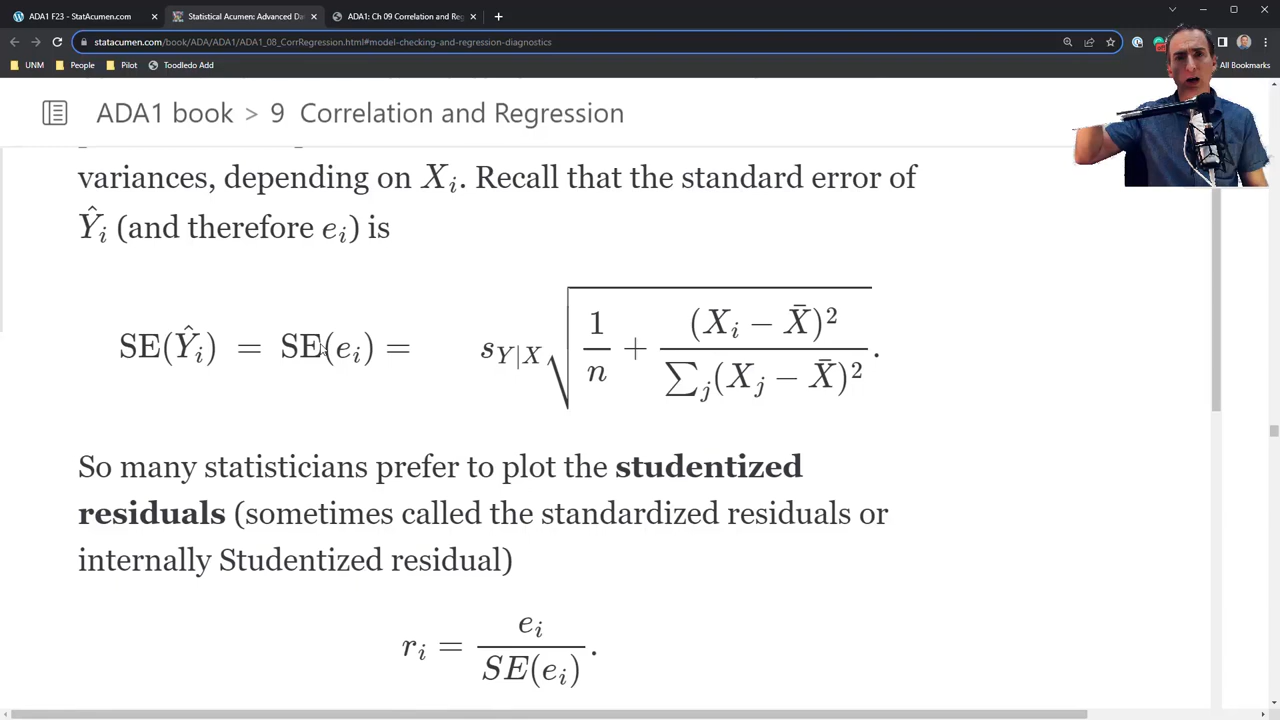 ADA1 F23 - StatAcumen.com
Statistical Acumen: Advanced Da
ADA1: Ch 09 Correlation and Reg
statacumen.com/book/ADA/ADA1/ADA1_08_CorrRegression.html#model-checking-and-regression-diagnostics
UNM People Pilot Toodledo Add
All Bookmarks
ADA1 book > 9 Correlation and Regression
variances, depending on Xᵢ. Recall that the standard error of
Ŷᵢ (and therefore eᵢ) is
SE(Ŷᵢ) = SE(eᵢ) = s_{Y|X} √(1/n + (Xᵢ − X̄)²/∑ⱼ(Xⱼ − X̄)²).
So many statisticians prefer to plot the studentized
residuals (sometimes called the standardized residuals or
internally Studentized residual)
rᵢ = eᵢ/SE(eᵢ).